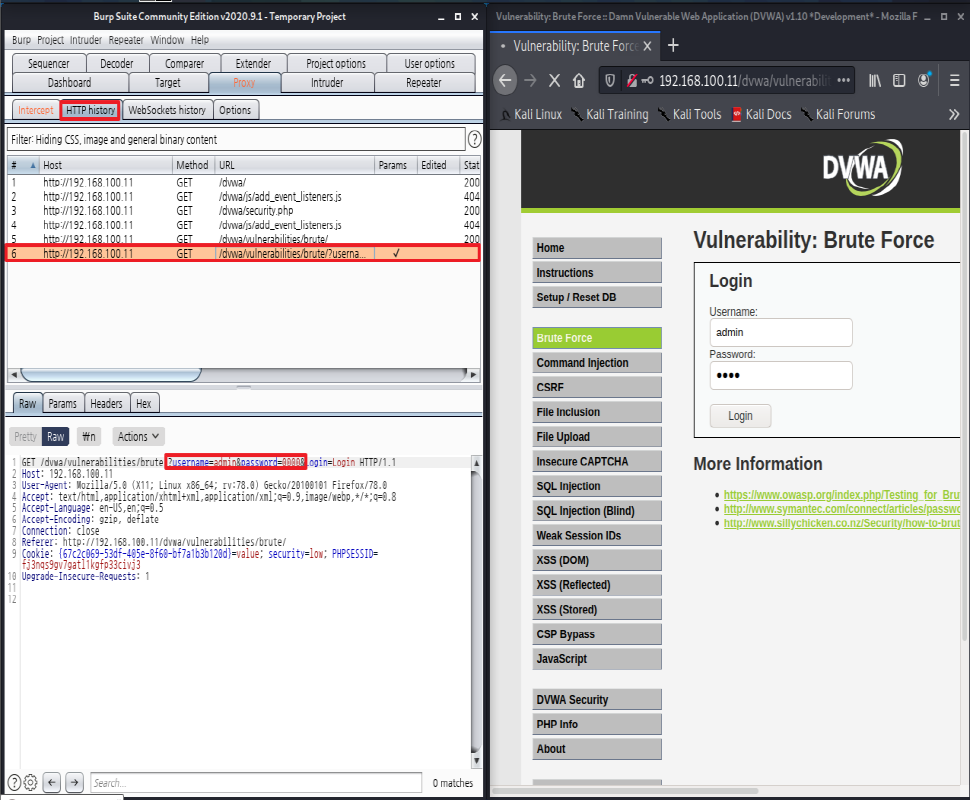 Burp Suite Community Edition v2020.9.1 - Temporary Project
Burp Project Intruder Repeater Window Help
Sequencer Decoder Comparer Extender Project options User options
Dashboard Target Proxy Intruder Repeater
Intercept HTTP history WebSockets history Options
Filter: Hiding CSS, image and general binary content
# Host Method URL Params Edited Stat
1 http://192.168.100.11 GET /dvwa/ 200
2 http://192.168.100.11 GET /dvwa/js/add_event_listeners.js 404
3 http://192.168.100.11 GET /dvwa/security.php 200
4 http://192.168.100.11 GET /dvwa/js/add_event_listeners.js 404
5 http://192.168.100.11 GET /dvwa/vulnerabilities/brute/ 200
6 http://192.168.100.11 GET /dvwa/vulnerabilities/brute/?userna... ✓
Raw Params Headers Hex
Pretty Raw ₩n Actions
1 GET /dvwa/vulnerabilities/brute/?username=admin&password=0000&Login=Login HTTP/1.1
2 Host: 192.168.100.11
3 User-Agent: Mozilla/5.0 (X11; Linux x86_64; rv:78.0) Gecko/20100101 Firefox/78.0
4 Accept: text/html,application/xhtml+xml,application/xml;q=0.9,image/webp,*/*;q=0.8
5 Accept-Language: en-US,en;q=0.5
6 Accept-Encoding: gzip, deflate
7 Connection: close
8 Referer: http://192.168.100.11/dvwa/vulnerabilities/brute/
9 Cookie: {67c2c069-53df-405e-8f60-bf7a1b3b120d}=value; security=low; PHPSESSID=
fj3nqs9gv7gatl1kgfp33civj3
10 Upgrade-Insecure-Requests: 1
11
12
Search... 0 matches
Vulnerability: Brute Force :: Damn Vulnerable Web Application (DVWA) v1.10 *Development* - Mozilla F
Vulnerability: Brute Forc
192.168.100.11/dvwa/vulnerabili
Kali Linux Kali Training Kali Tools Kali Docs Kali Forums
DVWA
Home
Instructions
Setup / Reset DB
Brute Force
Command Injection
CSRF
File Inclusion
File Upload
Insecure CAPTCHA
SQL Injection
SQL Injection (Blind)
Weak Session IDs
XSS (DOM)
XSS (Reflected)
XSS (Stored)
CSP Bypass
JavaScript
DVWA Security
PHP Info
About
Vulnerability: Brute Force
Login
Username:
admin
Password:
••••
Login
More Information
• https://www.owasp.org/index.php/Testing_for_Bru
• http://www.symantec.com/connect/articles/passwo
• http://www.sillychicken.co.nz/Security/how-to-brut